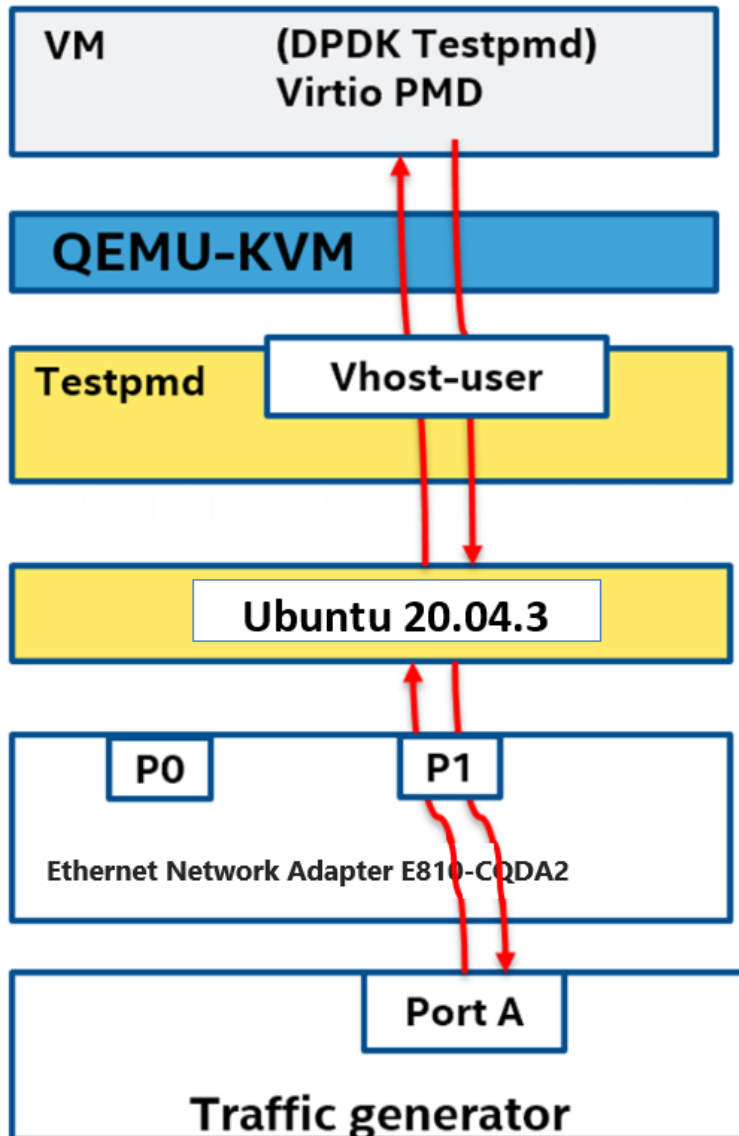 VM (DPDK Testpmd)
Virtio PMD
QEMU-KVM
Testpmd Vhost-user
Ubuntu 20.04.3
P0 P1
Ethernet Network Adapter E810-CQDA2
Port A
Traffic generator